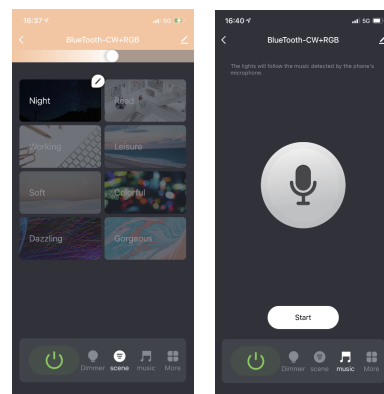 16:37
5G
BlueTooth-CW+RGB
Night
Read
Working
Leisure
Soft
Colorful
Dazzling
Gorgeous
Dimmer scene music More
16:40
5G
BlueTooth-CW+RGB
The lights will follow the music detected by the phone's
microphone.
Start
Dimmer scene music More